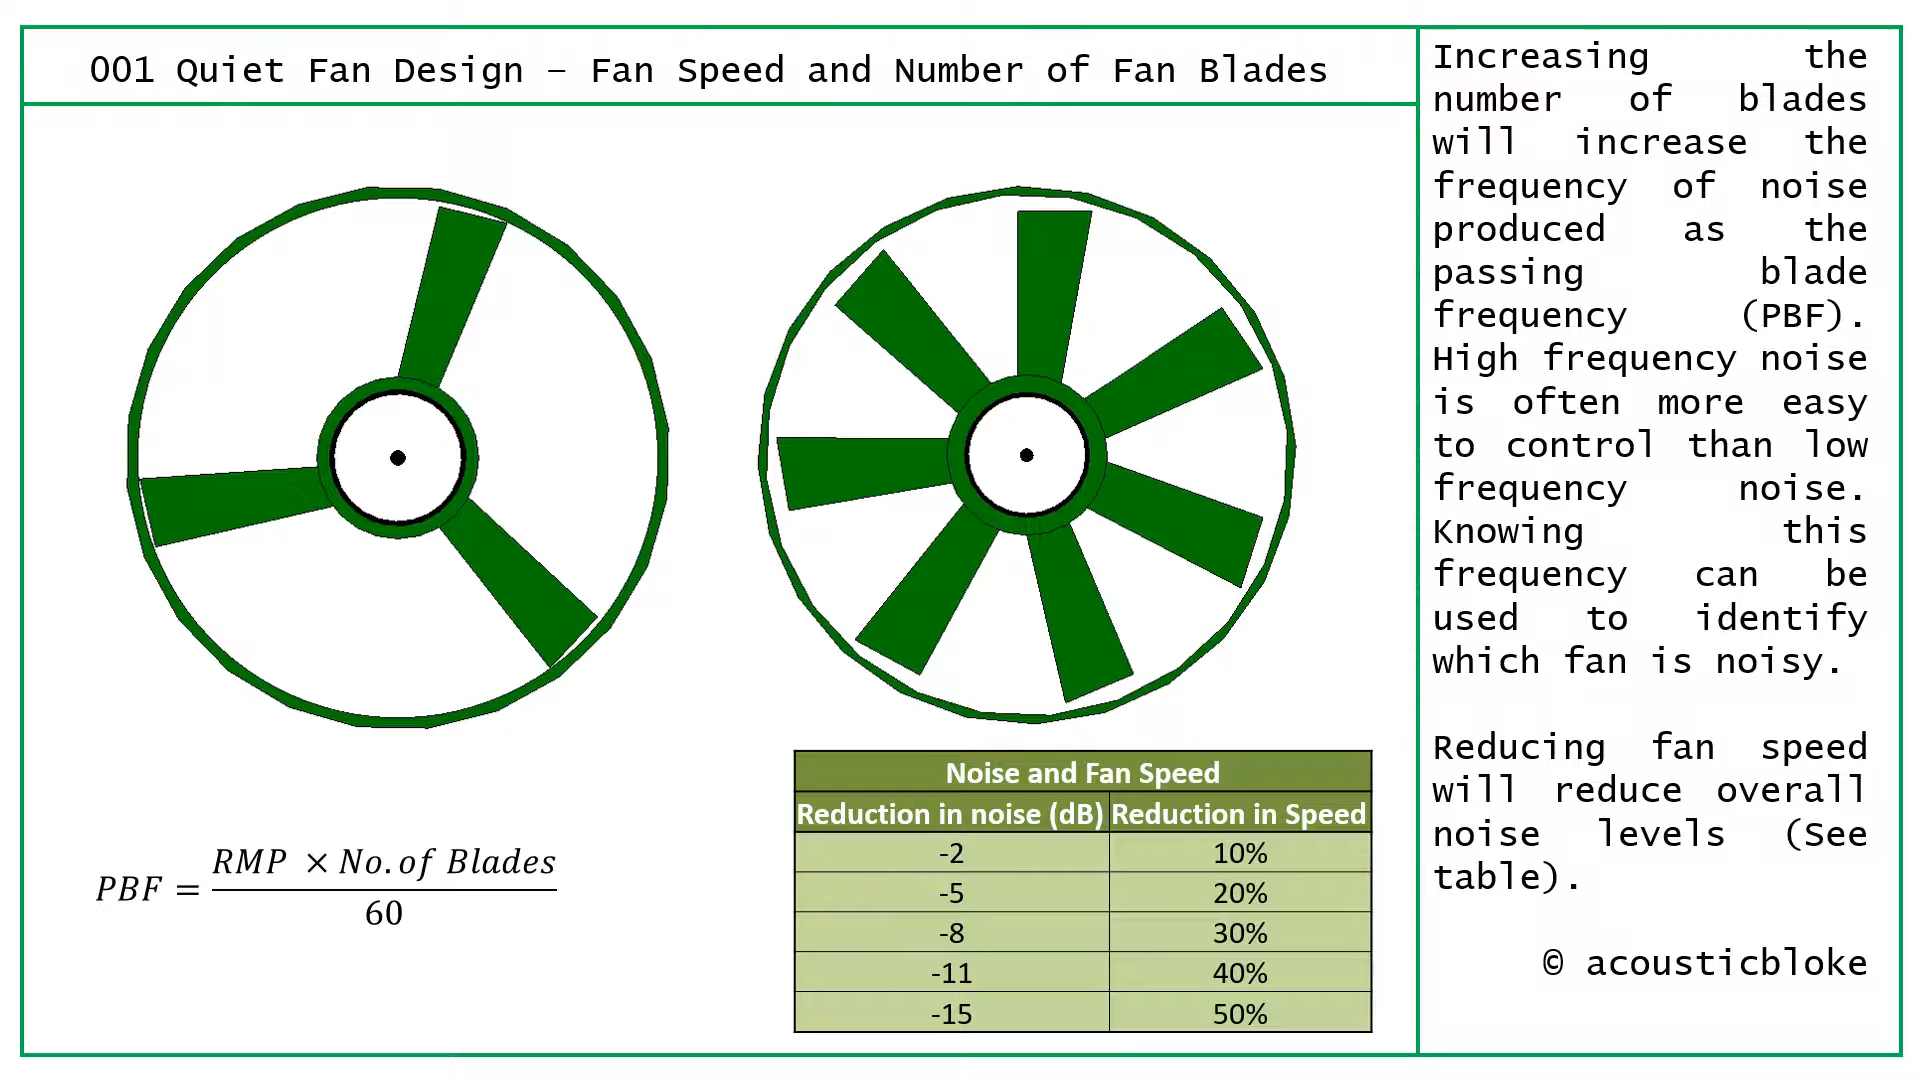 001 Quiet Fan Design – Fan Speed and Number of Fan Blades
PBF = RMP × No. of Blades
60
Noise and Fan Speed
Reduction in noise (dB) Reduction in Speed
-2 10%
-5 20%
-8 30%
-11 40%
-15 50%
Increasing the
number of blades
will increase the
frequency of noise
produced as the
passing blade
frequency (PBF).
High frequency noise
is often more easy
to control than low
frequency noise.
Knowing this
frequency can be
used to identify
which fan is noisy.
Reducing fan speed
will reduce overall
noise levels (See
table).
© acousticbloke